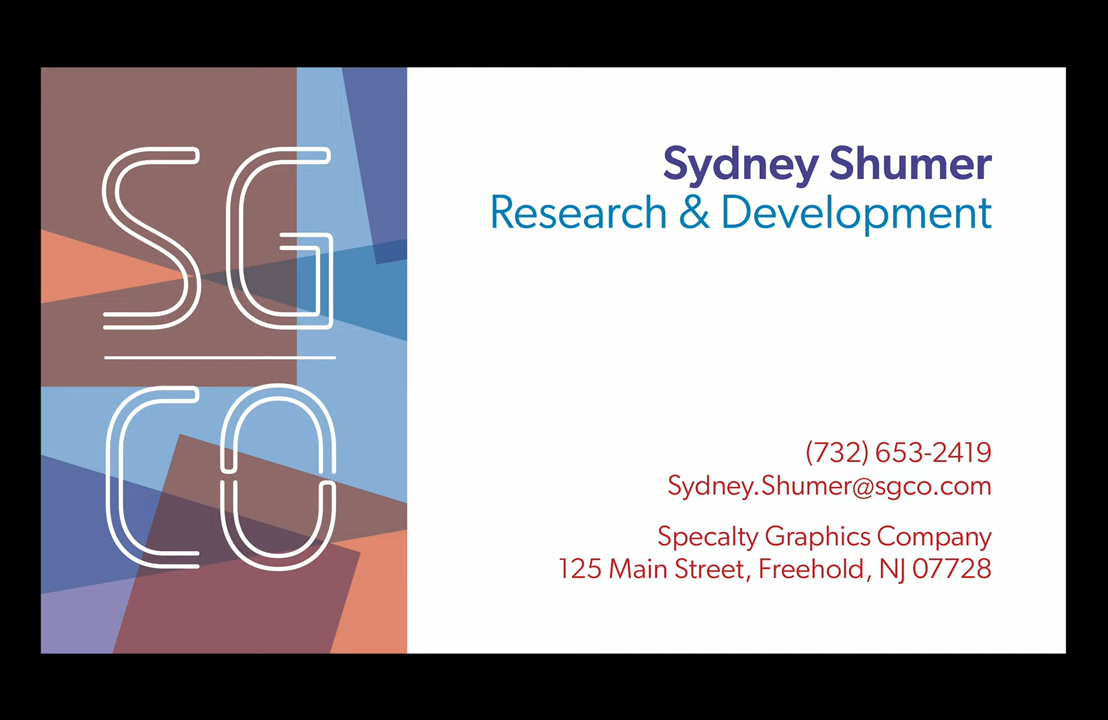 SG
CO
Sydney Shumer
Research & Development
(732) 653-2419
Sydney.Shumer@sgco.com
Specalty Graphics Company
125 Main Street, Freehold, NJ 07728